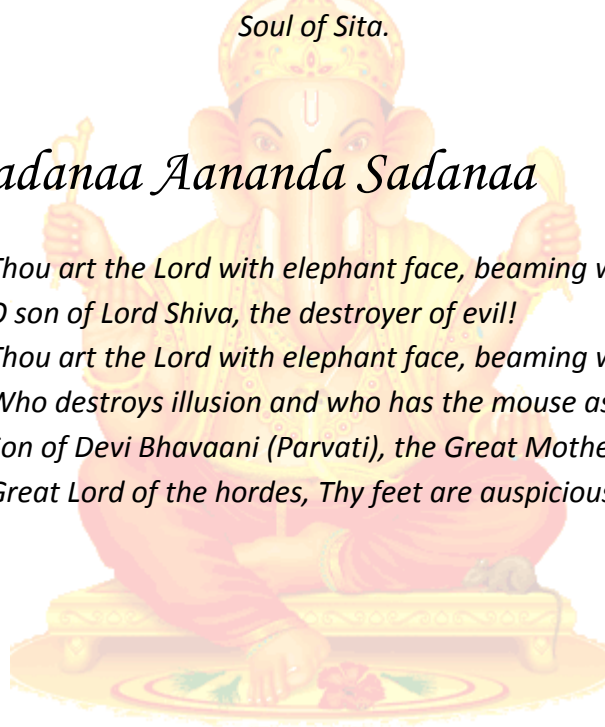 Soul of Sita.
adanaa Aananda Sadanaa
Thou art the Lord with elephant face, beaming
O son of Lord Shiva, the destroyer of evil!
Thou art the Lord with elephant face, beaming
Who destroys illusion and who has the mouse as
Son of Devi Bhavaani (Parvati), the Great
Great Lord of the hordes, Thy feet are auspicious